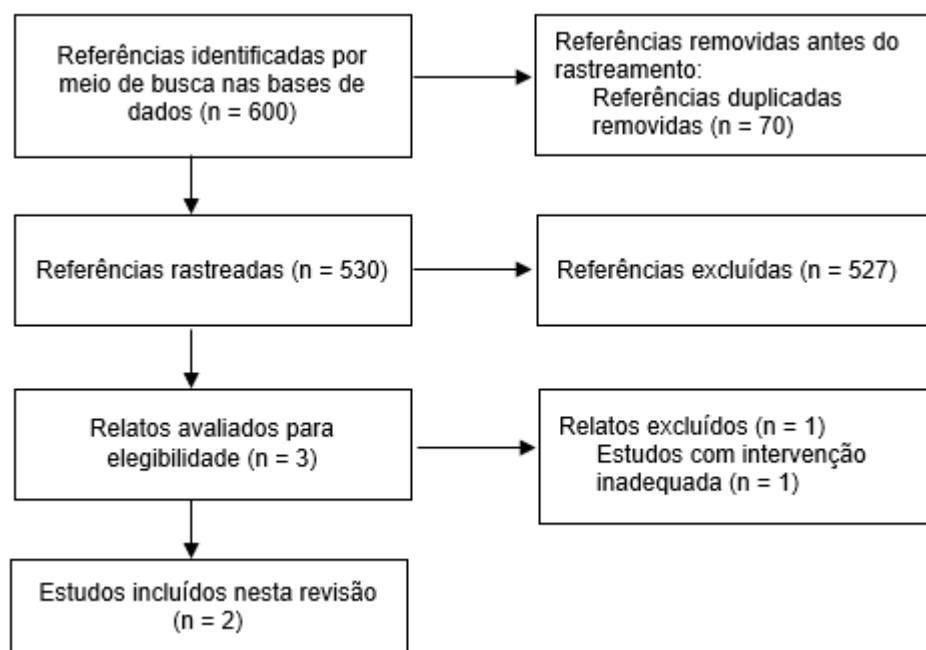 Referências identificadas por
meio de busca nas bases de
dados (n = 600)
Referências removidas antes do
rastreamento:
Referências duplicadas
removidas (n = 70)
Referências rastreadas (n = 530)
Referências excluídas (n = 527)
Relatos avaliados para
elegibilidade (n = 3)
Relatos excluídos (n = 1)
Estudos com intervenção
inadequada (n = 1)
Estudos incluídos nesta revisão
(n = 2)